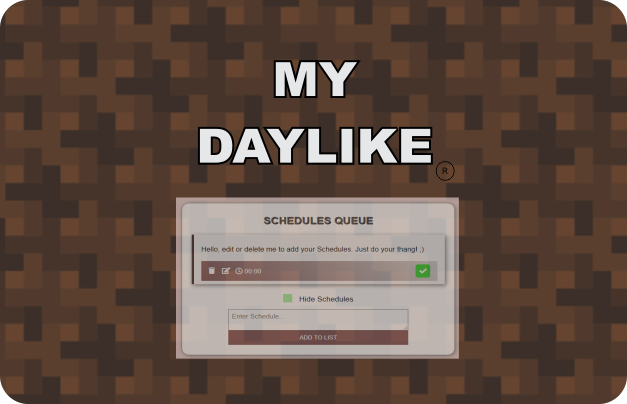 MY
DAYLIKE
R
SCHEDULES QUEUE
Hello, edit or delete me to add your Schedules. Just do your thang! ;)
00:00
Hide Schedules
Enter Schedule...
ADD TO LIST